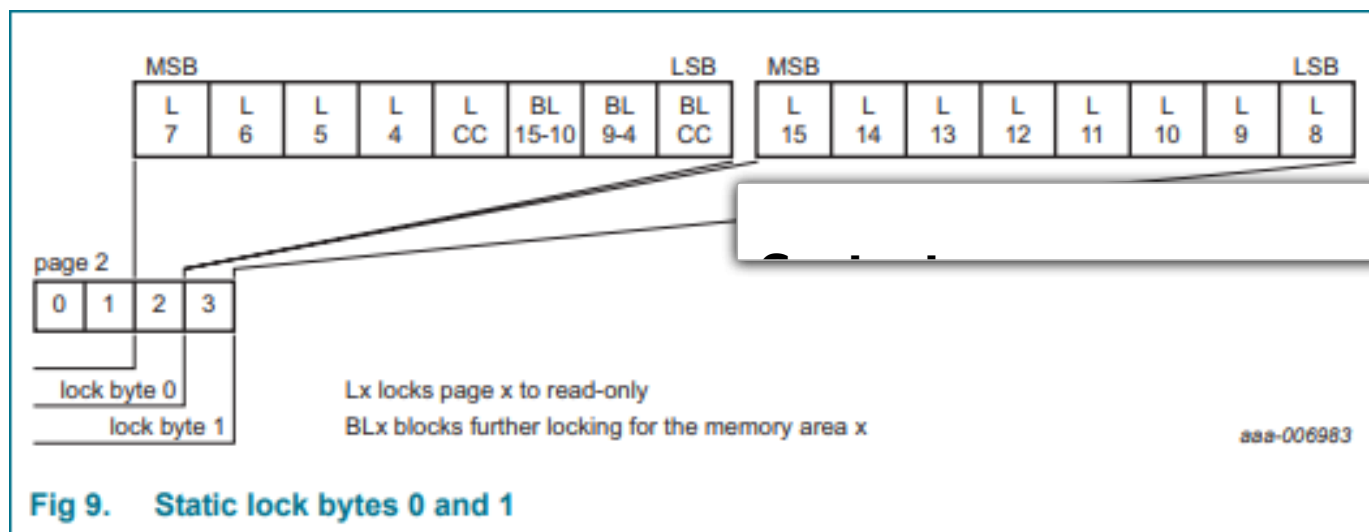 MSB LSB MSB LSB
L L L L L BL BL BL L L L L L L L L
7 6 5 4 CC 15-10 9-4 CC 15 14 13 12 11 10 9 8
page 2
0 1 2 3
lock byte 0 Lx locks page x to read-only
lock byte 1 BLx blocks further locking for the memory area x
aaa-006983
Fig 9. Static lock bytes 0 and 1